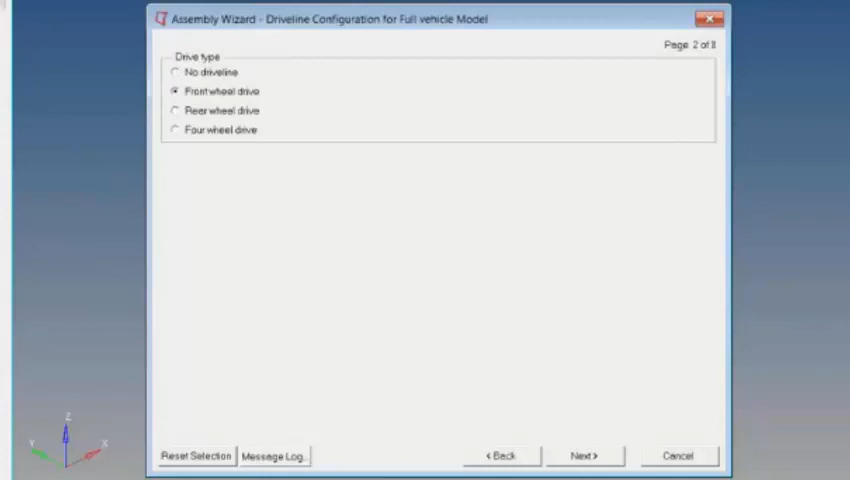 Assembly Wizard - Driveline Configuration for Full vehicle Model
Page 2 of 8
Drive type
No driveline
Front wheel drive
Rear wheel drive
Four wheel drive
Z
Y
X
Reset Selection
Message Log...
< Back
Next >
Cancel